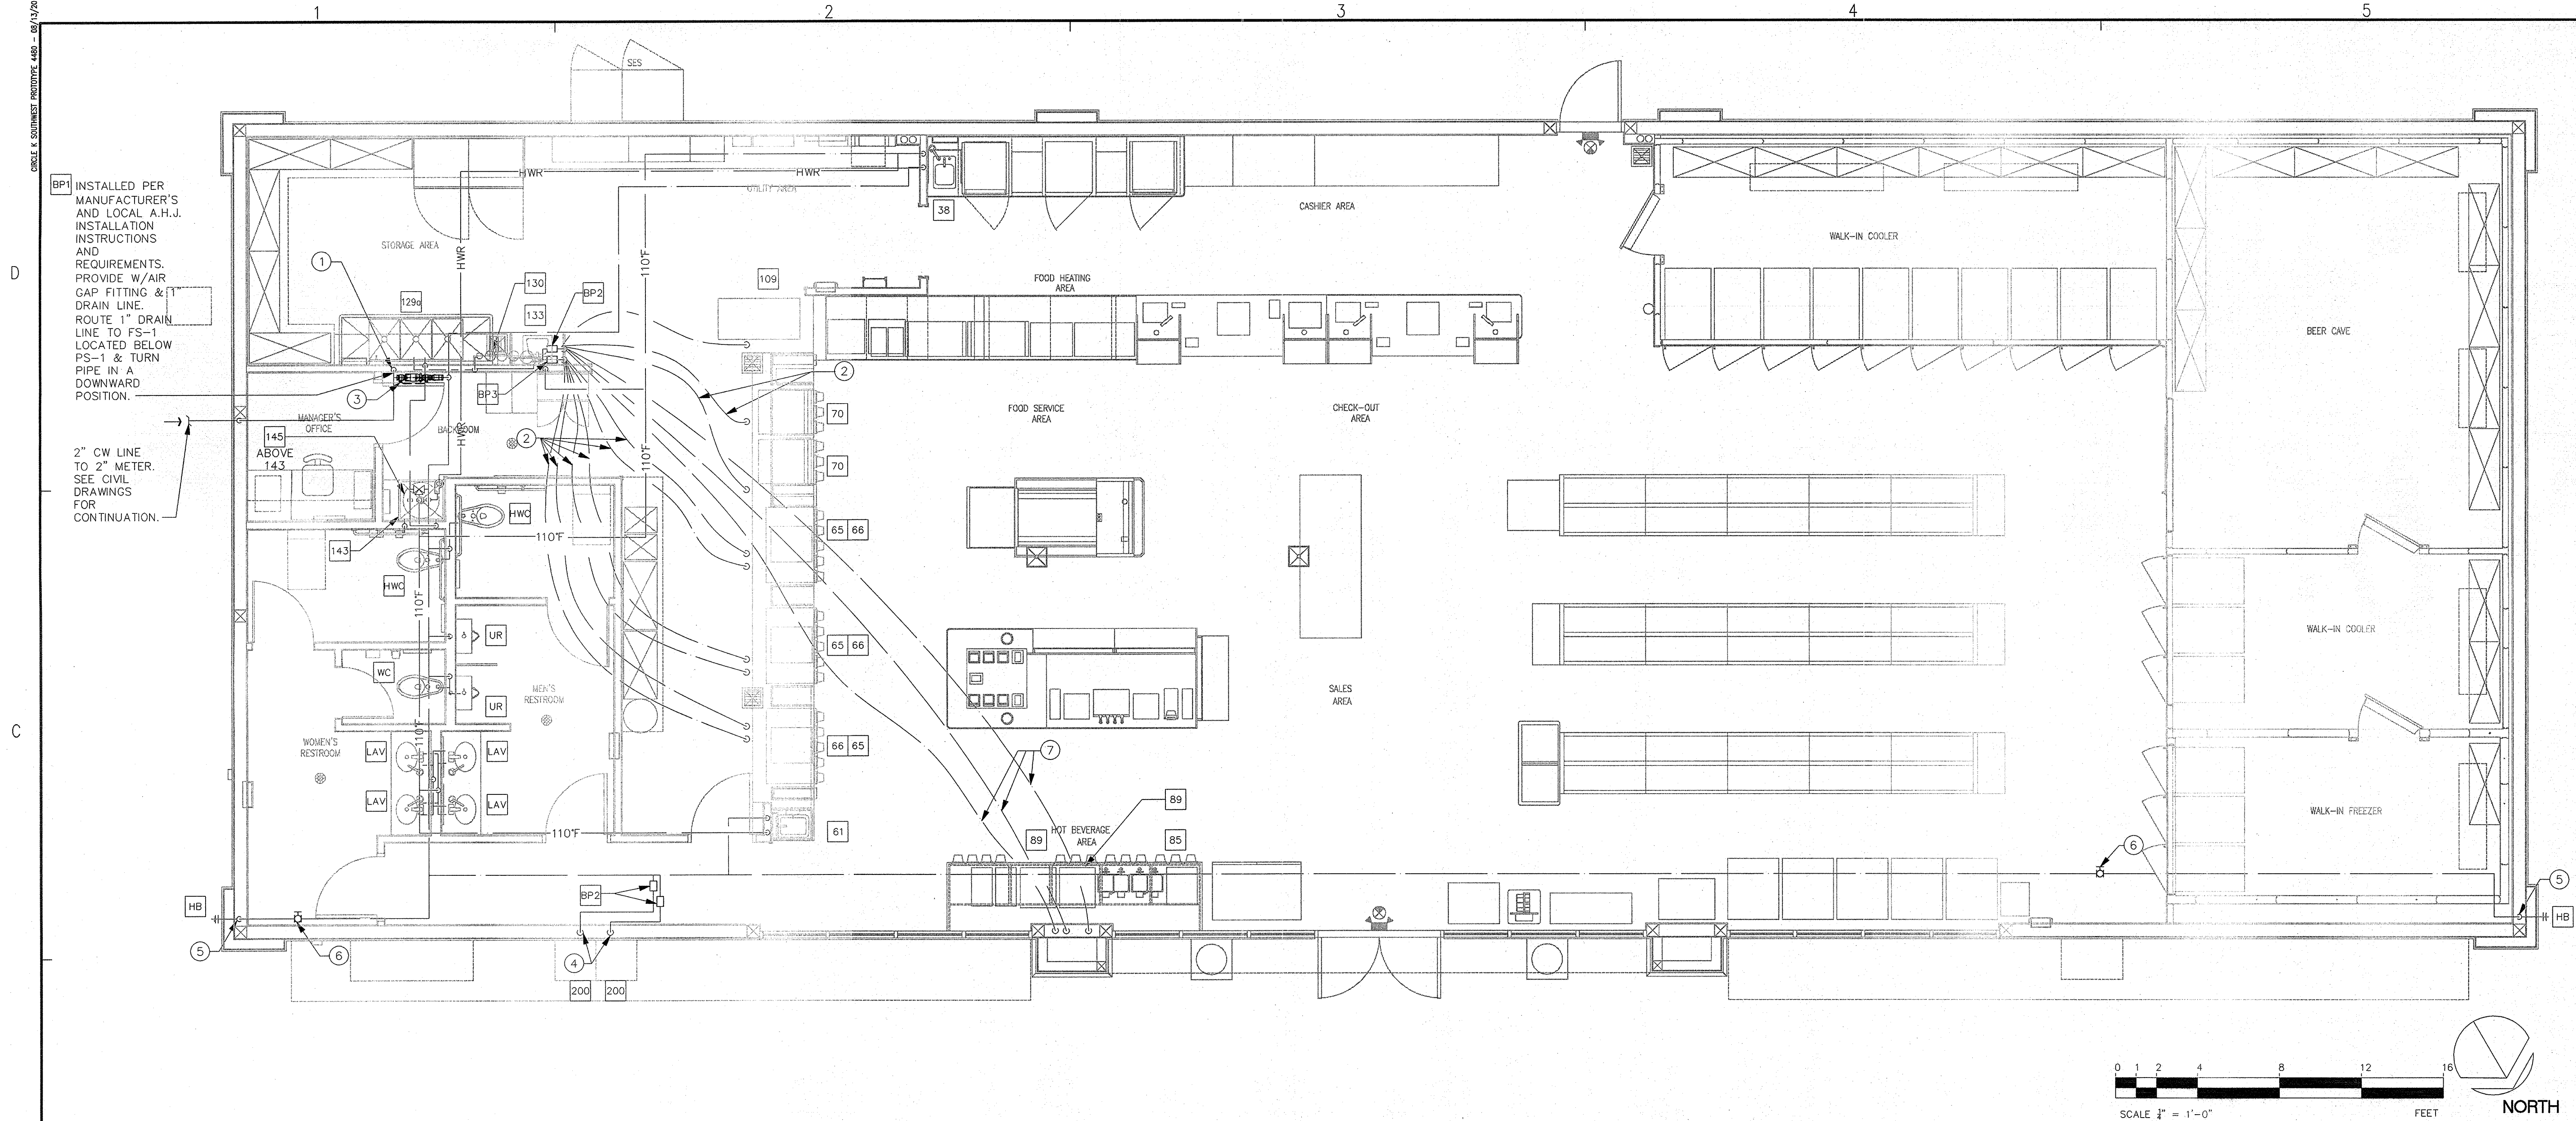 1
2
3
4
5
CIRCLE K SOUTHWEST PROTOTYPE 4480 - 08/13/20
SES
BP1 INSTALLED PER
MANUFACTURER'S
AND LOCAL A.H.J.
INSTALLATION
INSTRUCTIONS
AND
REQUIREMENTS.
PROVIDE W/AIR
GAP FITTING & 1"
DRAIN LINE.
ROUTE 1" DRAIN
LINE TO FS-1
LOCATED BELOW
PS-1 & TURN
PIPE IN A
DOWNWARD
POSITION.
2" CW LINE
TO 2" METER.
SEE CIVIL
DRAWINGS
FOR
CONTINUATION.
D
C
HWR
HWR
UTILITY AREA
38
CASHIER AREA
WALK-IN COOLER
STORAGE AREA
HWR
110°F
1
129a
130
133
BP2
109
FOOD HEATING
AREA
BEER CAVE
3
BP3
2
MANAGER'S
OFFICE
BACKROOM
HWR
2
110°F
70
70
FOOD SERVICE
AREA
CHECK-OUT
AREA
145
ABOVE
143
143
HWC
110°F
65 66
HWC
110°F
UR
65 66
WALK-IN COOLER
WC
UR
MEN'S
RESTROOM
SALES
AREA
WOMEN'S
RESTROOM
110°F
LAV
LAV
66 65
7
LAV
LAV
89
WALK-IN FREEZER
110°F
61
89
HOT BEVERAGE
AREA
85
6
5
HB
BP2
HB
5
6
4
200
200
0 1 2 4 8 12 16
SCALE ¼" = 1'-0"
FEET
NORTH